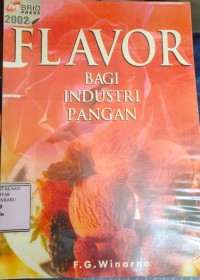 BRIO
PRESS
2002
FLAVOR
BAGI
INDUSTRI
PANGAN
F.G.Winarno